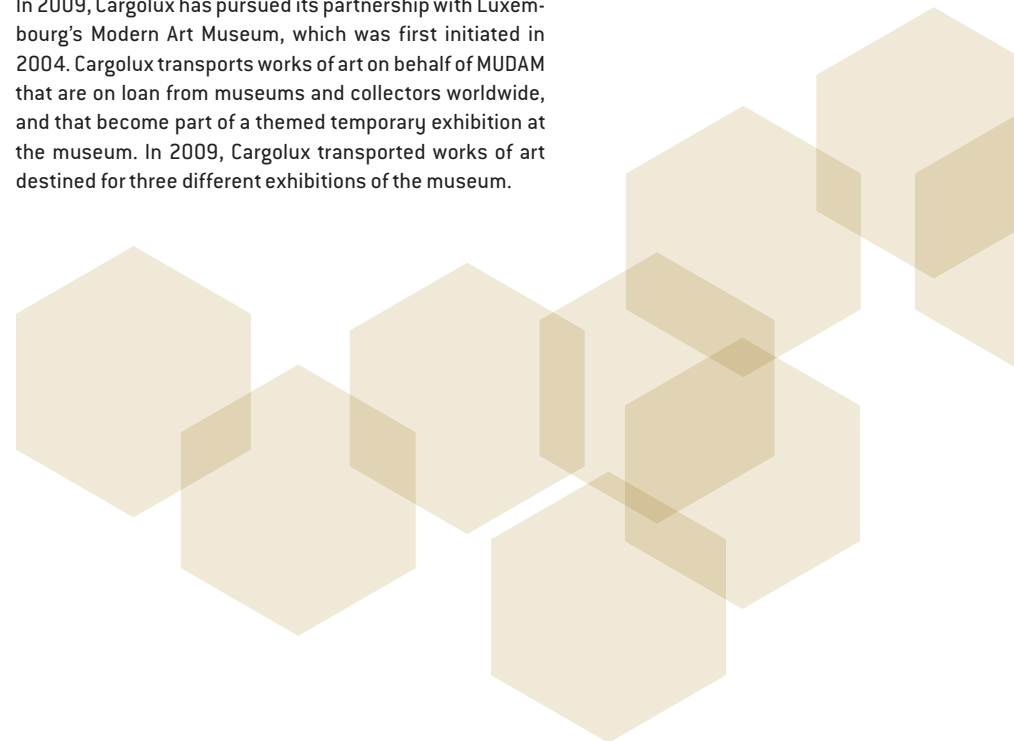 In 2009, Cargolux has pursued its partnership with Luxem-
bourg's Modern Art Museum, which was first initiated in
2004. Cargolux transports works of art on behalf of MUDAM
that are on loan from museums and collectors worldwide,
and that become part of a themed temporary exhibition at
the museum. In 2009, Cargolux transported works of art
destined for three different exhibitions of the museum.